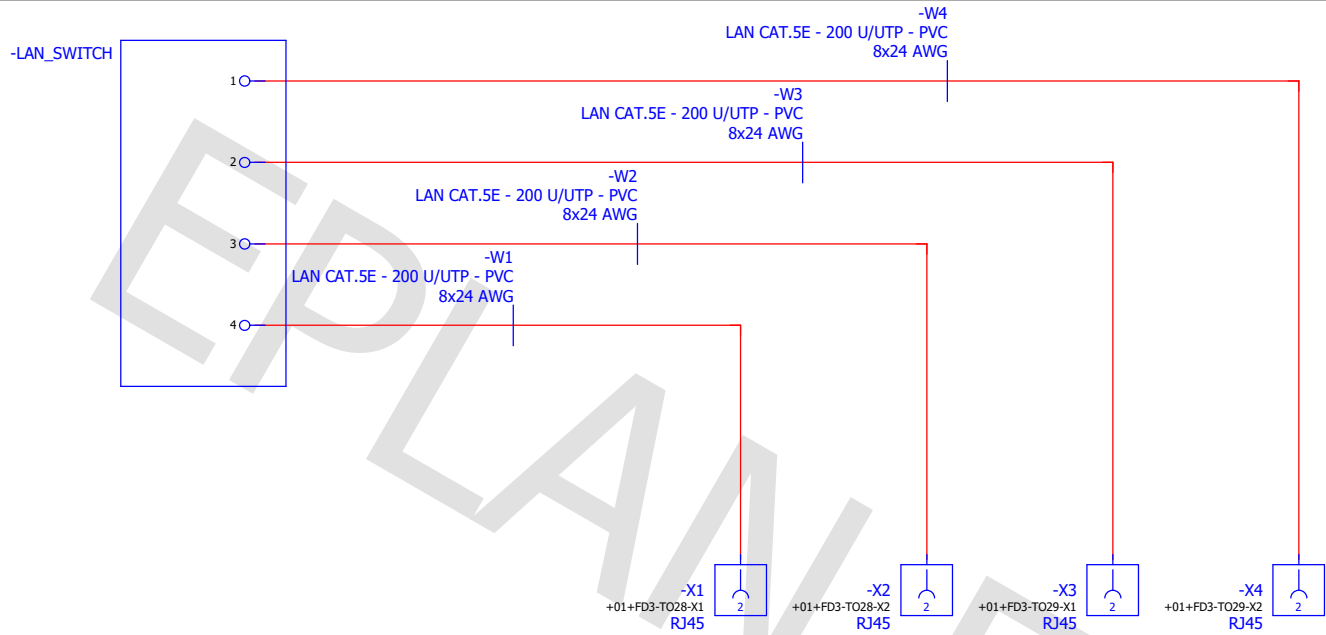 -W4
LAN CAT.5E - 200 U/UTP - PVC
8x24 AWG
-LAN_SWITCH
1
-W3
LAN CAT.5E - 200 U/UTP - PVC
8x24 AWG
2
-W2
LAN CAT.5E - 200 U/UTP - PVC
8x24 AWG
3
-W1
LAN CAT.5E - 200 U/UTP - PVC
8x24 AWG
4
EPLAN
-X1
+01+FD3-TO28-X1
RJ45
2
-X2
+01+FD3-TO28-X2
RJ45
2
-X3
+01+FD3-TO29-X1
RJ45
2
-X4
+01+FD3-TO29-X2
RJ45
2